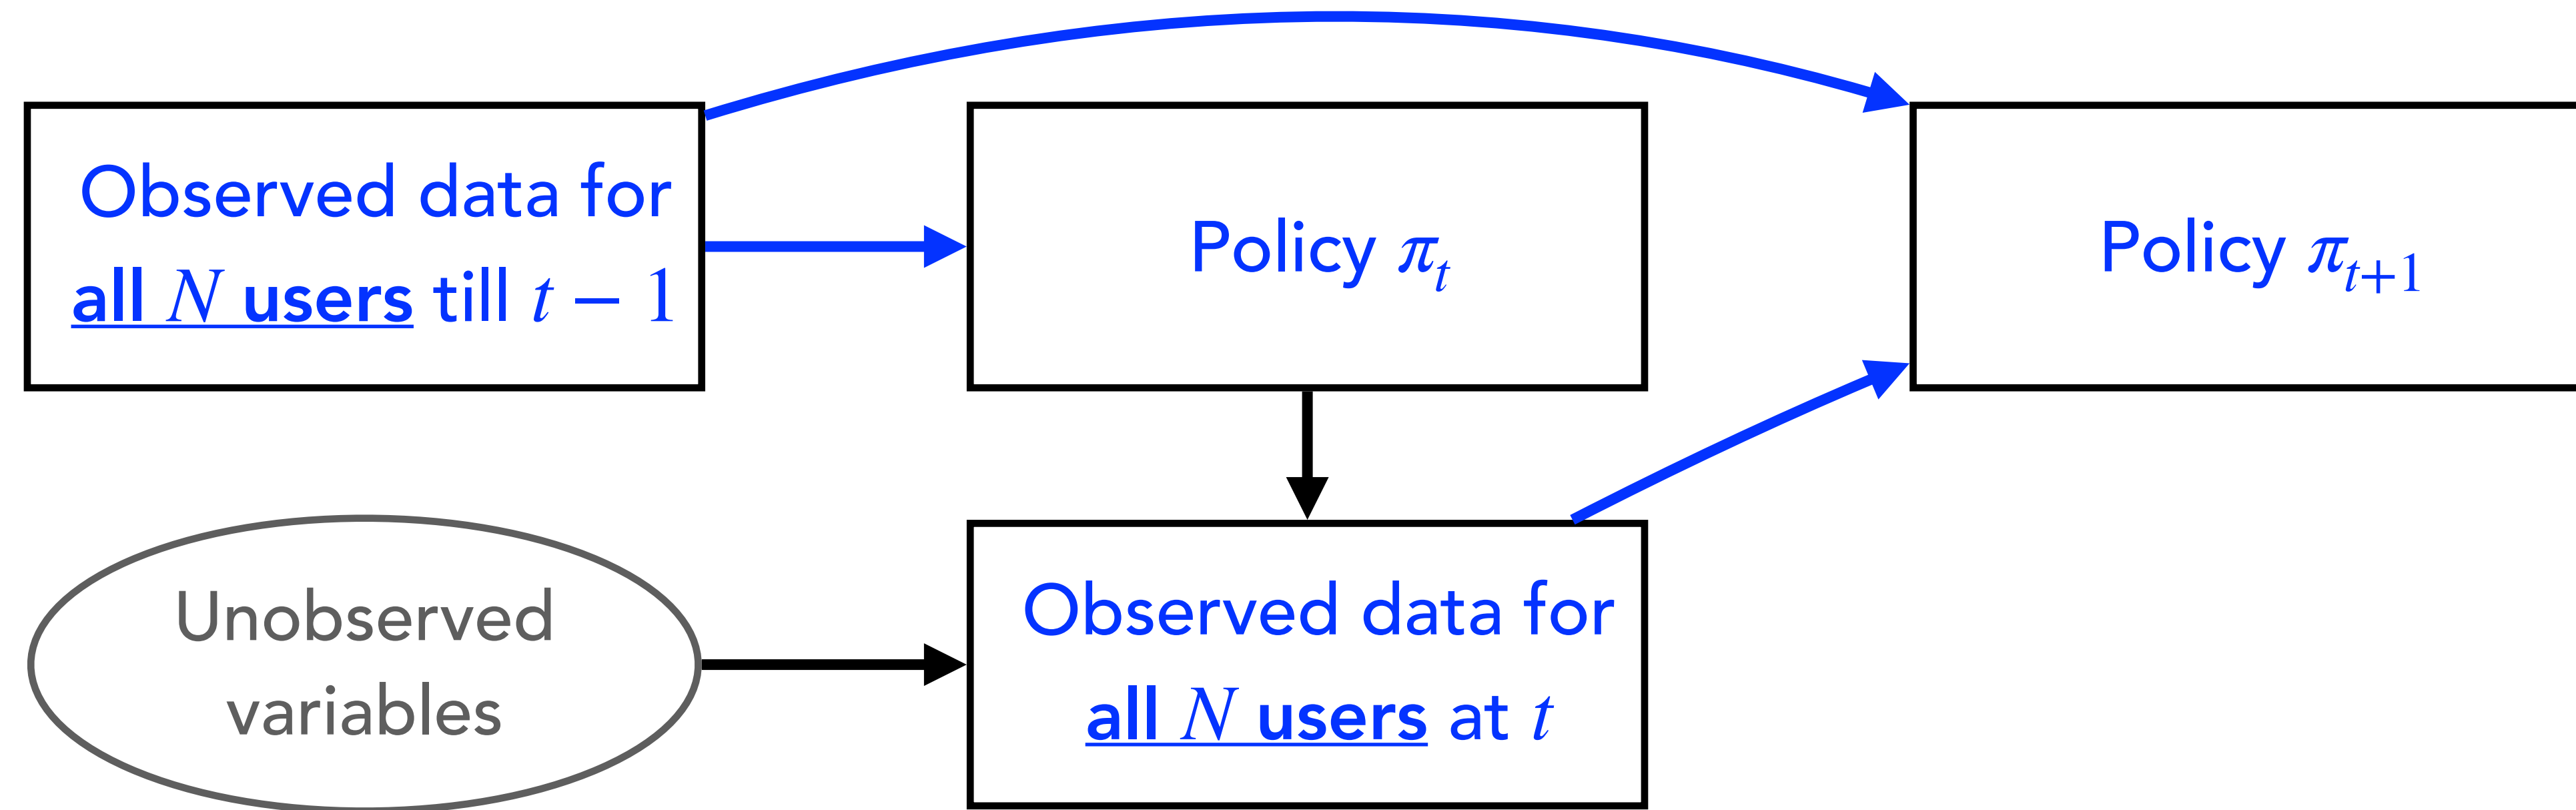 Observed data for
all N users till t − 1
Policy πₜ
Policy πₜ₊₁
Unobserved
variables
Observed data for
all N users at t